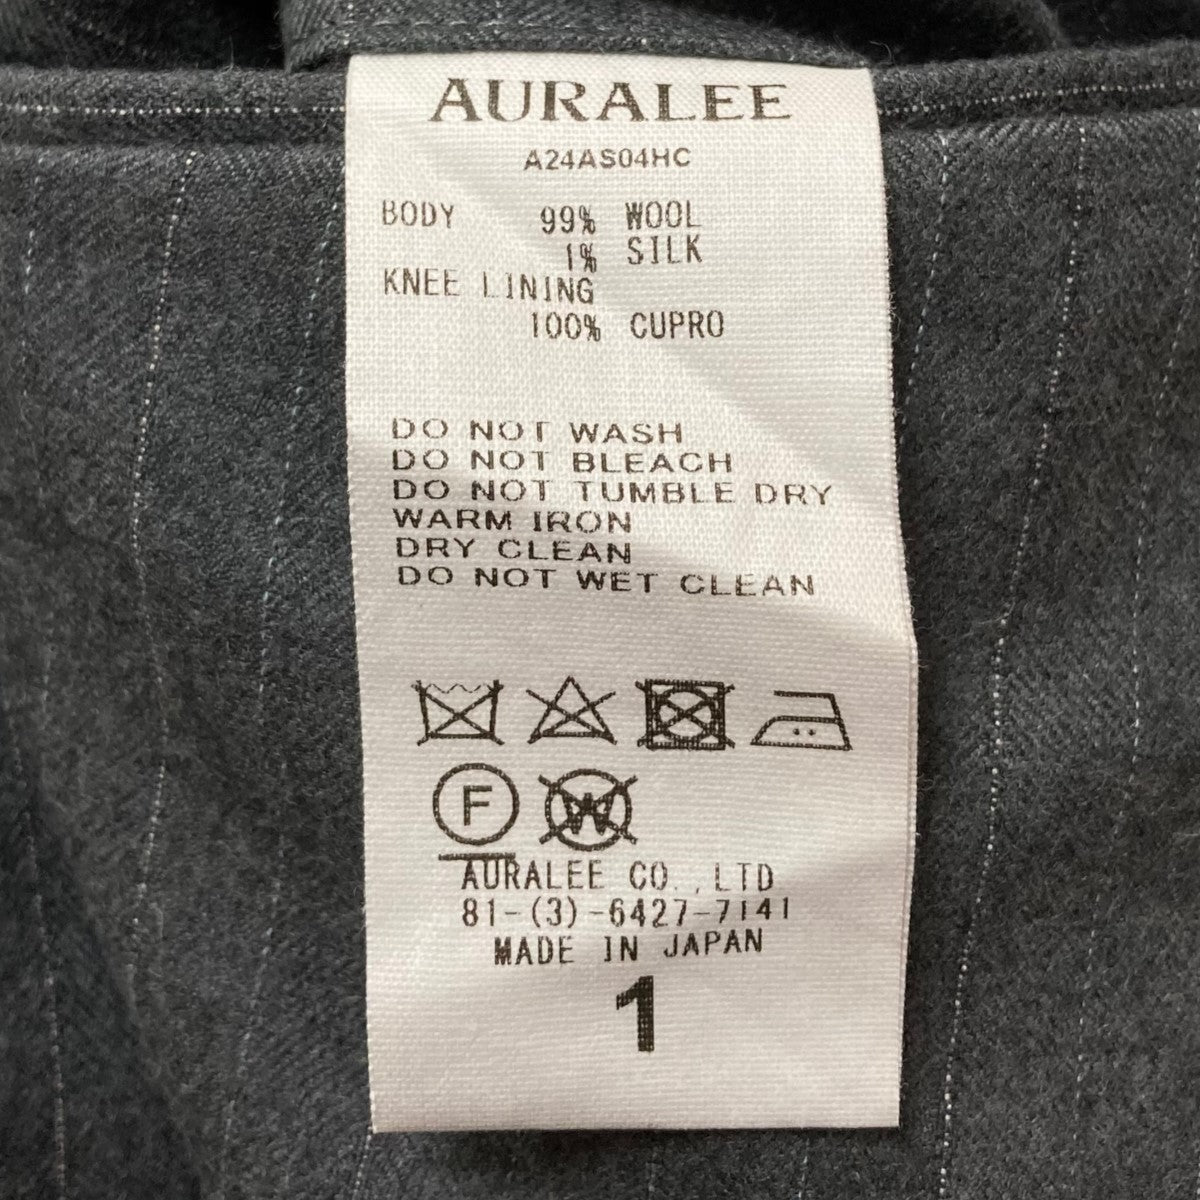 AURALEE
A24AS04HC
BODY 99% WOOL
1% SILK
KNEE LINING
100% CUPRO
DO NOT WASH
DO NOT BLEACH
DO NOT TUMBLE DRY
WARM IRON
DRY CLEAN
DO NOT WET CLEAN
F W
AURALEE CO.,LTD
81-(3)-6427-7141
MADE IN JAPAN
1